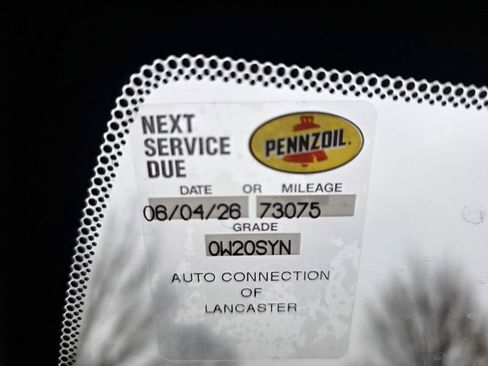 NEXT
SERVICE
DUE
PENNZOIL
DATE OR MILEAGE
06/04/26 73075
GRADE
0W20SYN
AUTO CONNECTION
OF
LANCASTER